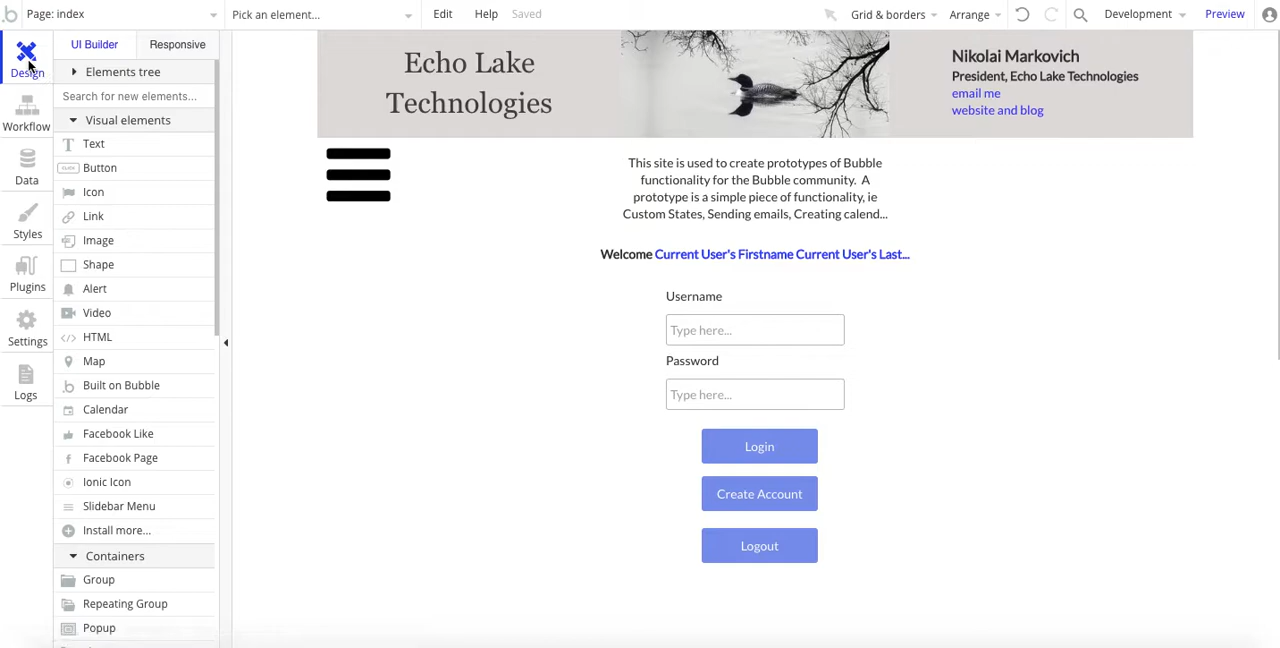 Page: index
Pick an element...
Edit
Help
Saved
Grid & borders
Arrange
Development
Preview
Design
Workflow
Data
Styles
Plugins
Settings
Logs
UI Builder
Responsive
Elements tree
Search for new elements...
Visual elements
Text
Button
Icon
Link
Image
Shape
Alert
Video
HTML
Map
Built on Bubble
Calendar
Facebook Like
Facebook Page
Ionic Icon
Slidebar Menu
Install more...
Containers
Group
Repeating Group
Popup
Echo Lake
Technologies
Nikolai Markovich
President, Echo Lake Technologies
email me
website and blog
This site is used to create prototypes of Bubble
functionality for the Bubble community. A
prototype is a simple piece of functionality, ie
Custom States, Sending emails, Creating calend...
Welcome Current User's Firstname Current User's Last...
Username
Type here...
Password
Type here...
Login
Create Account
Logout